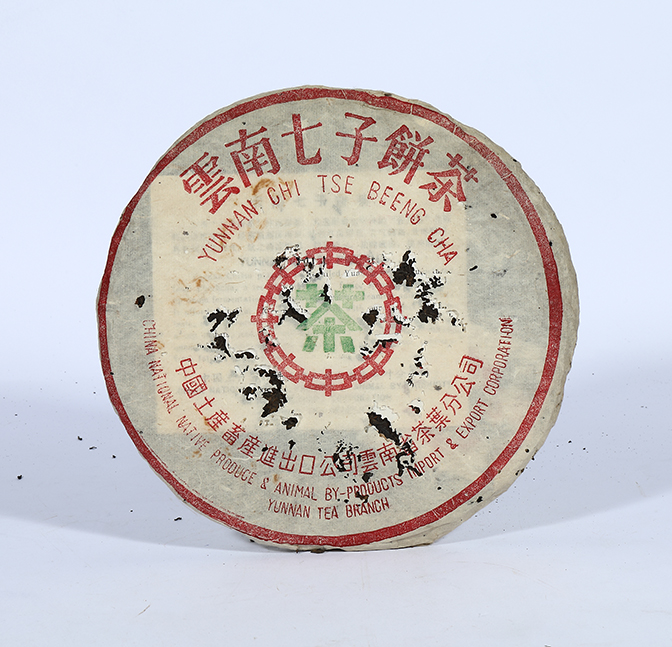 雲南七子餅茶
YUNNAN CHI TSE BEENG CHA
茶
中國土產畜產進出口公司雲南省茶葉分公司
CHINA NATIONAL NATIVE PRODUCE & ANIMAL BY-PRODUCTS IMPORT & EXPORT CORPORATION
YUNNAN TEA BRANCH